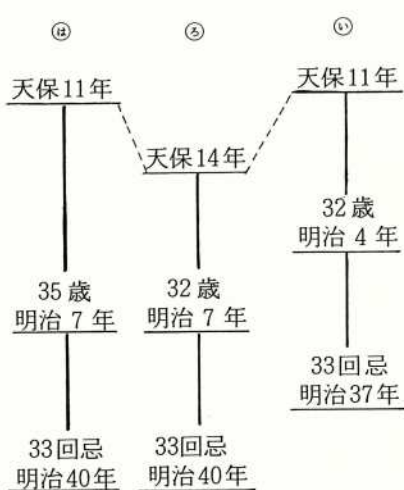 ㋑
天保11年
32歳
明治4年
33回忌
明治37年
㋺
天保14年
32歳
明治7年
33回忌
明治40年
は
天保11年
35歳
明治7年
33回忌
明治40年